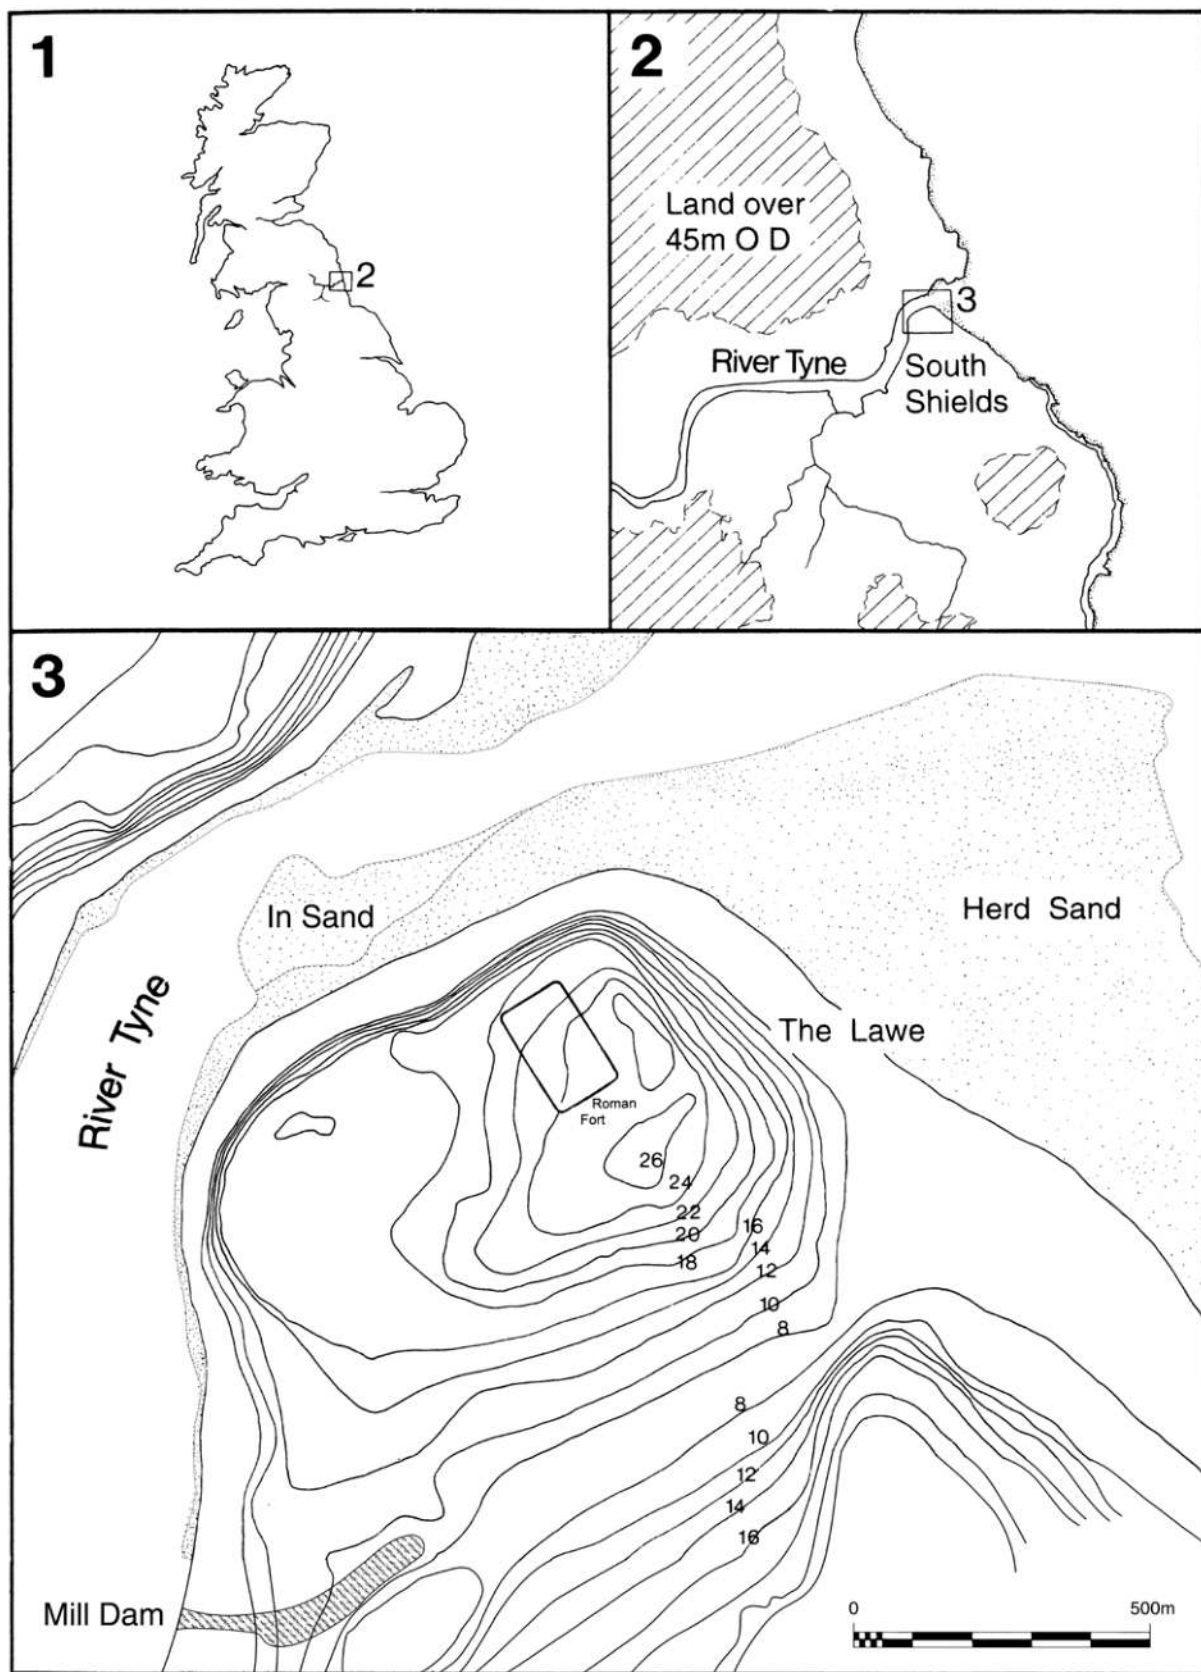 1
2
2
Land over
45m O D
3
River Tyne
South
Shields
3
In Sand
Herd Sand
River Tyne
The Lawe
Roman
Fort
26
24
22
20
18
16
14
12
10
8
8
10
12
14
16
Mill Dam
0
500m